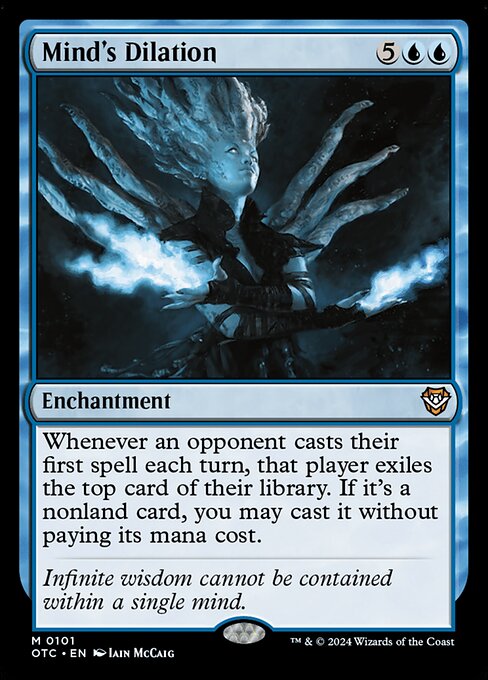 Mind's Dilation 5
Enchantment
Whenever an opponent casts their
first spell each turn, that player exiles
the top card of their library. If it's a
nonland card, you may cast it without
paying its mana cost.
Infinite wisdom cannot be contained
within a single mind.
M 0101
OTC • EN Iain McCaig
™ & © 2024 Wizards of the Coast